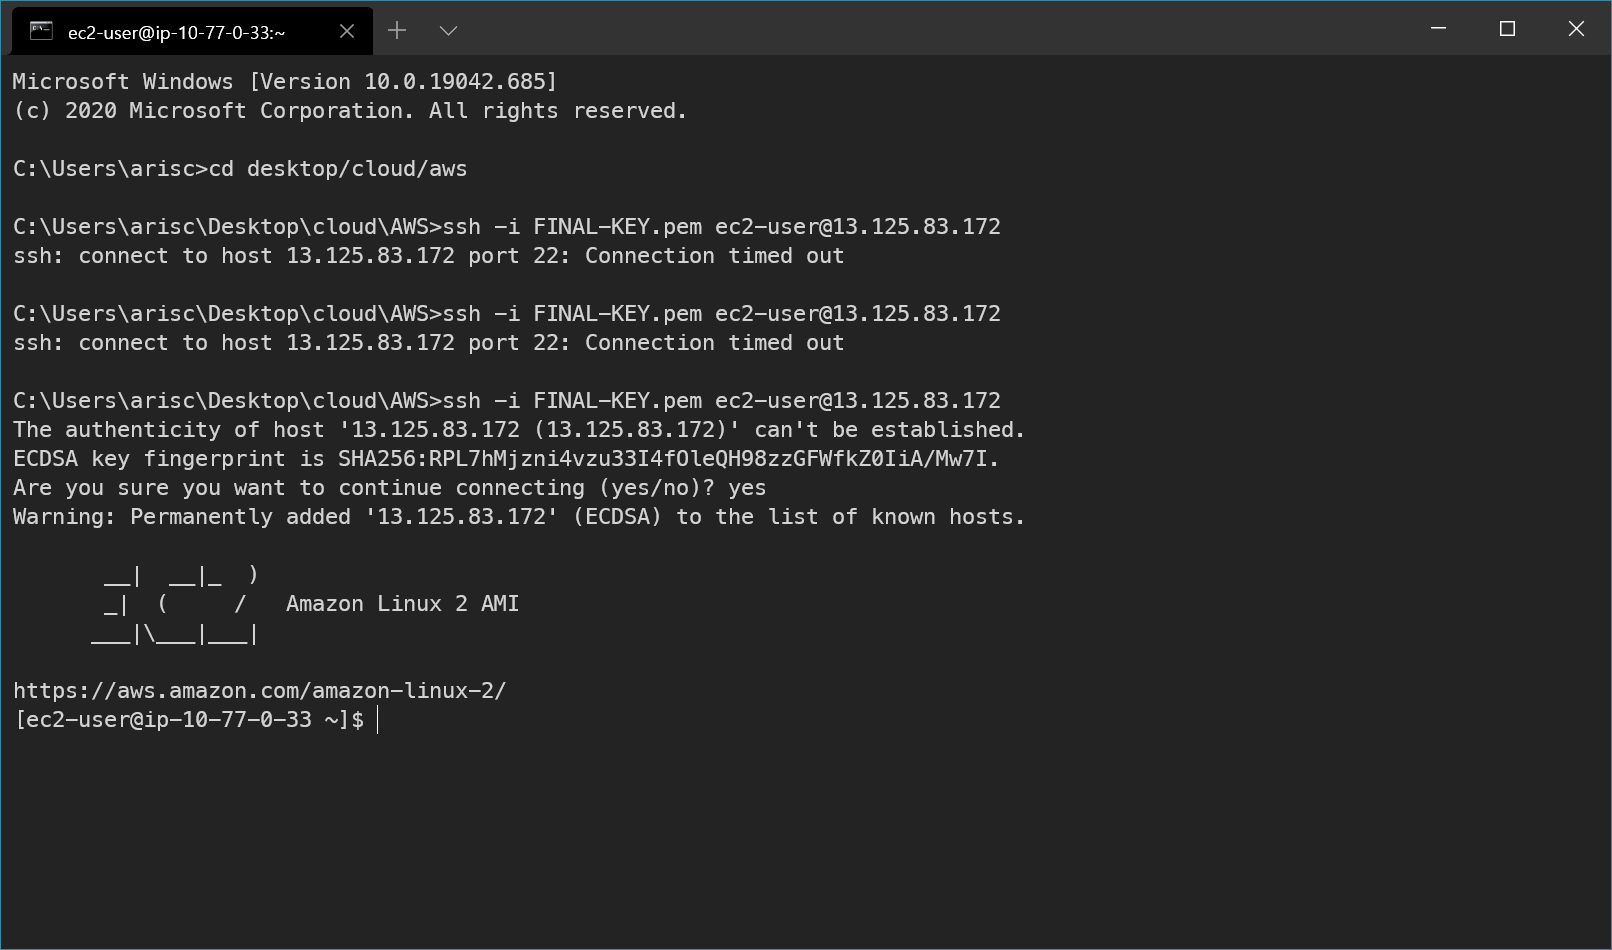 ec2-user@ip-10-77-0-33:~
Microsoft Windows [Version 10.0.19042.685]
(c) 2020 Microsoft Corporation. All rights reserved.
C:\Users\arisc>cd desktop/cloud/aws
C:\Users\arisc\Desktop\cloud\AWS>ssh -i FINAL-KEY.pem ec2-user@13.125.83.172
ssh: connect to host 13.125.83.172 port 22: Connection timed out
C:\Users\arisc\Desktop\cloud\AWS>ssh -i FINAL-KEY.pem ec2-user@13.125.83.172
ssh: connect to host 13.125.83.172 port 22: Connection timed out
C:\Users\arisc\Desktop\cloud\AWS>ssh -i FINAL-KEY.pem ec2-user@13.125.83.172
The authenticity of host '13.125.83.172 (13.125.83.172)' can't be established.
ECDSA key fingerprint is SHA256:RPL7hMjzni4vzu33I4fOleQH98zzGFWfkZ0IiA/Mw7I.
Are you sure you want to continue connecting (yes/no)? yes
Warning: Permanently added '13.125.83.172' (ECDSA) to the list of known hosts.
       __|  __|_  )
       _|  (     /   Amazon Linux 2 AMI
      ___|\___|___|
https://aws.amazon.com/amazon-linux-2/
[ec2-user@ip-10-77-0-33 ~]$